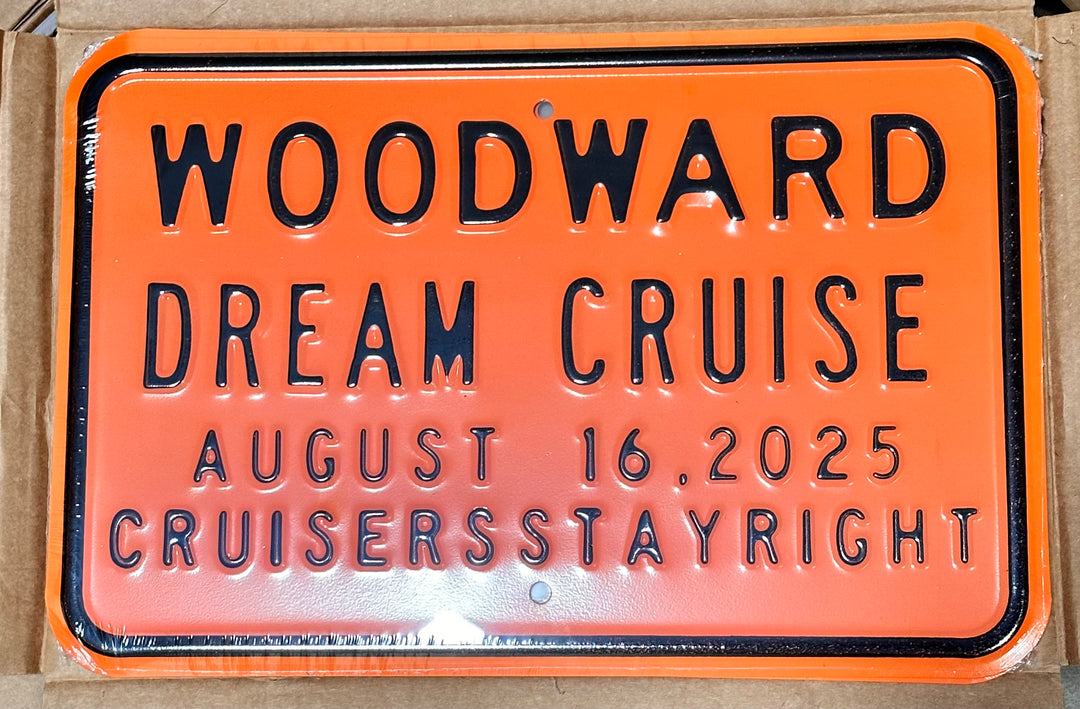 WOODWARD
DREAM CRUISE
AUGUST 16,2025
CRUISERSSTAYRIGHT